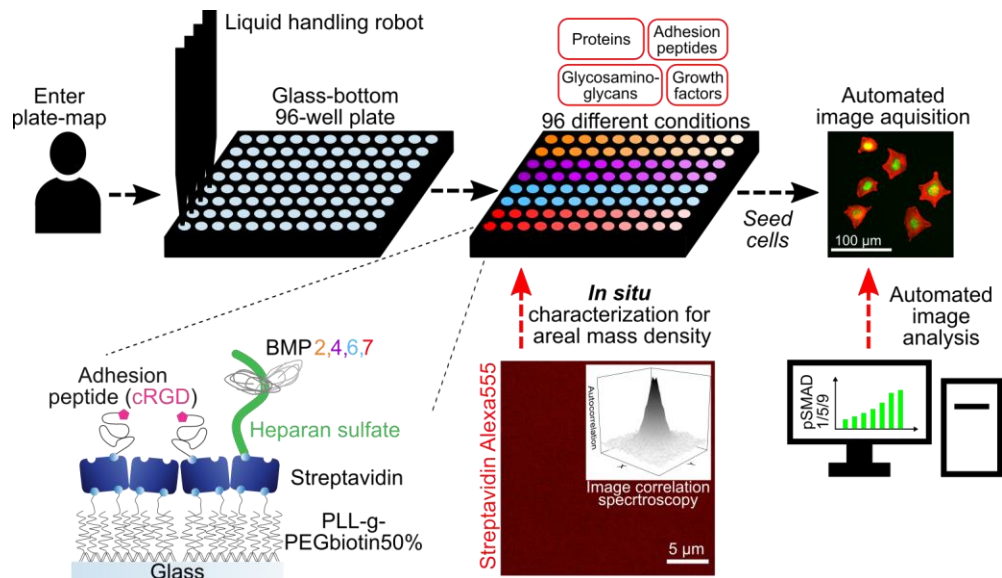 Liquid handling robot
Enter
plate-map
Glass-bottom
96-well plate
Proteins
Adhesion
peptides
Glycosamino-
glycans
Growth
factors
96 different conditions
Seed
cells
Automated
image aquisition
100 µm
BMP 2,4,6,7
Adhesion
peptide (cRGD)
Heparan sulfate
Streptavidin
PLL-g-
PEGbiotin50%
Glass
In situ
characterization for
areal mass density
Streptavidin Alexa555
Autocorrelation
Image correlation
specrtroscopy
5 µm
Automated
image
analysis
pSMAD
1/5/9